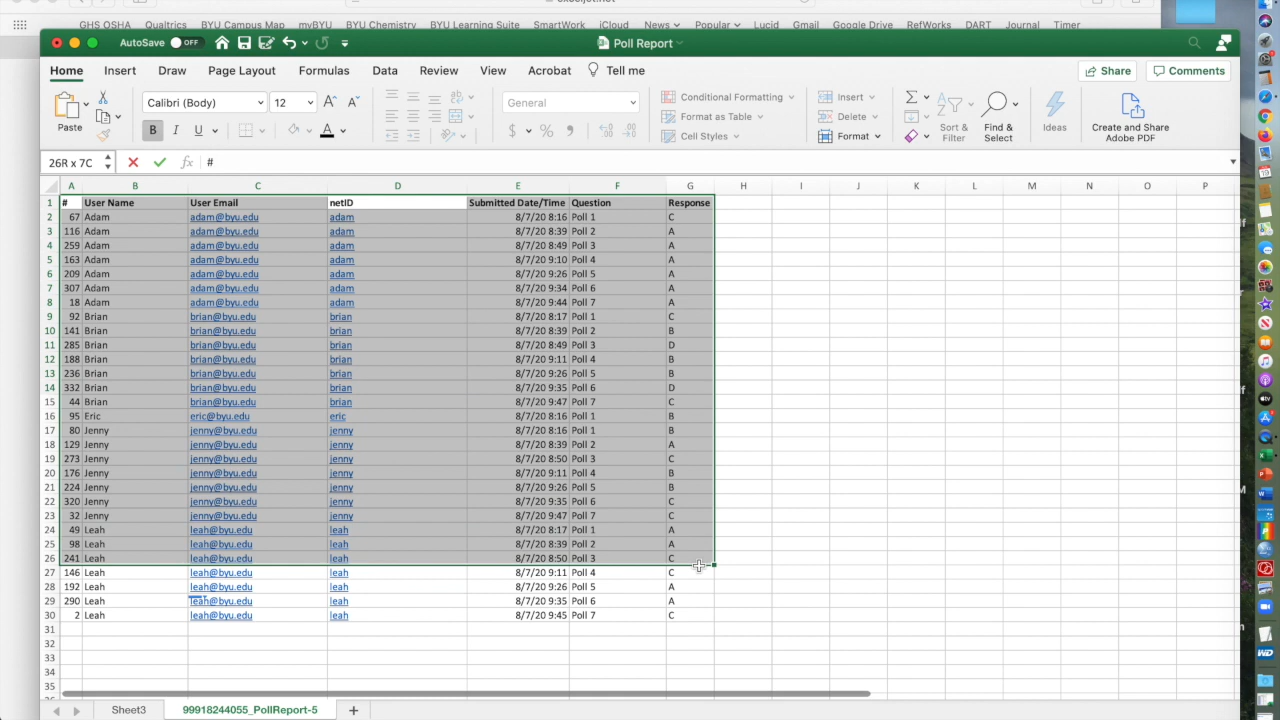 exceljet.net
GHS OSHA Qualtrics BYU Campus Map myBYU BYU Chemistry BYU Learning Suite SmartWork iCloud News Popular Lucid Gmail Google Drive RefWorks DART Journal Timer
AutoSave OFF Poll Report
Home Insert Draw Page Layout Formulas Data Review View Acrobat Tell me Share Comments
Paste Calibri (Body) 12 A A General Conditional Formatting Insert
B I U A $ % Format as Table Delete Sort & Filter Find & Select Ideas Create and Share Adobe PDF
Cell Styles Format
26R x 7C fx #
A B C D E F G H I J K L M N O P
1 # User Name User Email netID Submitted Date/Time Question Response
2 67 Adam adam@byu.edu adam 8/7/20 8:16 Poll 1 C
3 116 Adam adam@byu.edu adam 8/7/20 8:39 Poll 2 A
4 259 Adam adam@byu.edu adam 8/7/20 8:49 Poll 3 A
5 163 Adam adam@byu.edu adam 8/7/20 9:10 Poll 4 A
6 209 Adam adam@byu.edu adam 8/7/20 9:26 Poll 5 A
7 307 Adam adam@byu.edu adam 8/7/20 9:34 Poll 6 A
8 18 Adam adam@byu.edu adam 8/7/20 9:44 Poll 7 A
9 92 Brian brian@byu.edu brian 8/7/20 8:17 Poll 1 C
10 141 Brian brian@byu.edu brian 8/7/20 8:39 Poll 2 B
11 285 Brian brian@byu.edu brian 8/7/20 8:49 Poll 3 D
12 188 Brian brian@byu.edu brian 8/7/20 9:11 Poll 4 B
13 236 Brian brian@byu.edu brian 8/7/20 9:26 Poll 5 B
14 332 Brian brian@byu.edu brian 8/7/20 9:35 Poll 6 D
15 44 Brian brian@byu.edu brian 8/7/20 9:47 Poll 7 C
16 95 Eric eric@byu.edu eric 8/7/20 8:16 Poll 1 B
17 80 Jenny jenny@byu.edu jenny 8/7/20 8:16 Poll 1 B
18 129 Jenny jenny@byu.edu jenny 8/7/20 8:39 Poll 2 A
19 273 Jenny jenny@byu.edu jenny 8/7/20 8:50 Poll 3 C
20 176 Jenny jenny@byu.edu jenny 8/7/20 9:11 Poll 4 B
21 224 Jenny jenny@byu.edu jenny 8/7/20 9:26 Poll 5 B
22 320 Jenny jenny@byu.edu jenny 8/7/20 9:35 Poll 6 C
23 32 Jenny jenny@byu.edu jenny 8/7/20 9:47 Poll 7 C
24 49 Leah leah@byu.edu leah 8/7/20 8:17 Poll 1 A
25 98 Leah leah@byu.edu leah 8/7/20 8:39 Poll 2 A
26 241 Leah leah@byu.edu leah 8/7/20 8:50 Poll 3 C
27 146 Leah leah@byu.edu leah 8/7/20 9:11 Poll 4 C
28 192 Leah leah@byu.edu leah 8/7/20 9:26 Poll 5 A
29 290 Leah leah@byu.edu leah 8/7/20 9:35 Poll 6 A
30 2 Leah leah@byu.edu leah 8/7/20 9:45 Poll 7 C
31
32
33
34
35
Sheet3 99918244055_PollReport-5